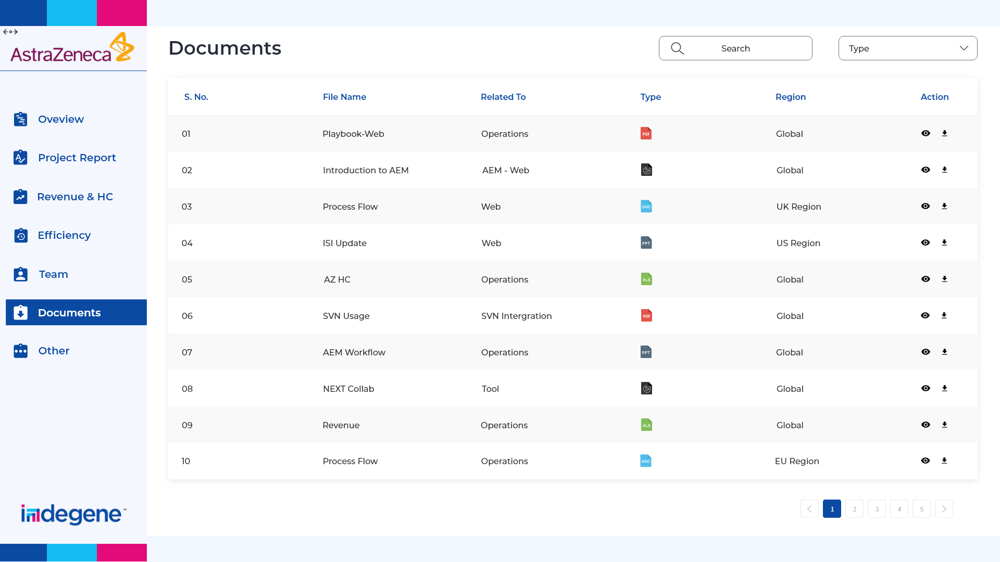 AstraZeneca
Documents
Search
Type
S. No. File Name Related To Type Region Action
Oveview
Project Report
Revenue & HC
Efficiency
Team
Documents
Other
01 Playbook-Web Operations PDF Global
02 Introduction to AEM AEM - Web Global
03 Process Flow Web DOC UK Region
04 ISI Update Web PPT US Region
05 AZ HC Operations XLS Global
06 SVN Usage SVN Intergration PDF Global
07 AEM Workflow Operations PPT Global
08 NEXT Collab Tool Global
09 Revenue Operations XLS Global
10 Process Flow Operations DOC EU Region
indegene™
1 2 3 4 5